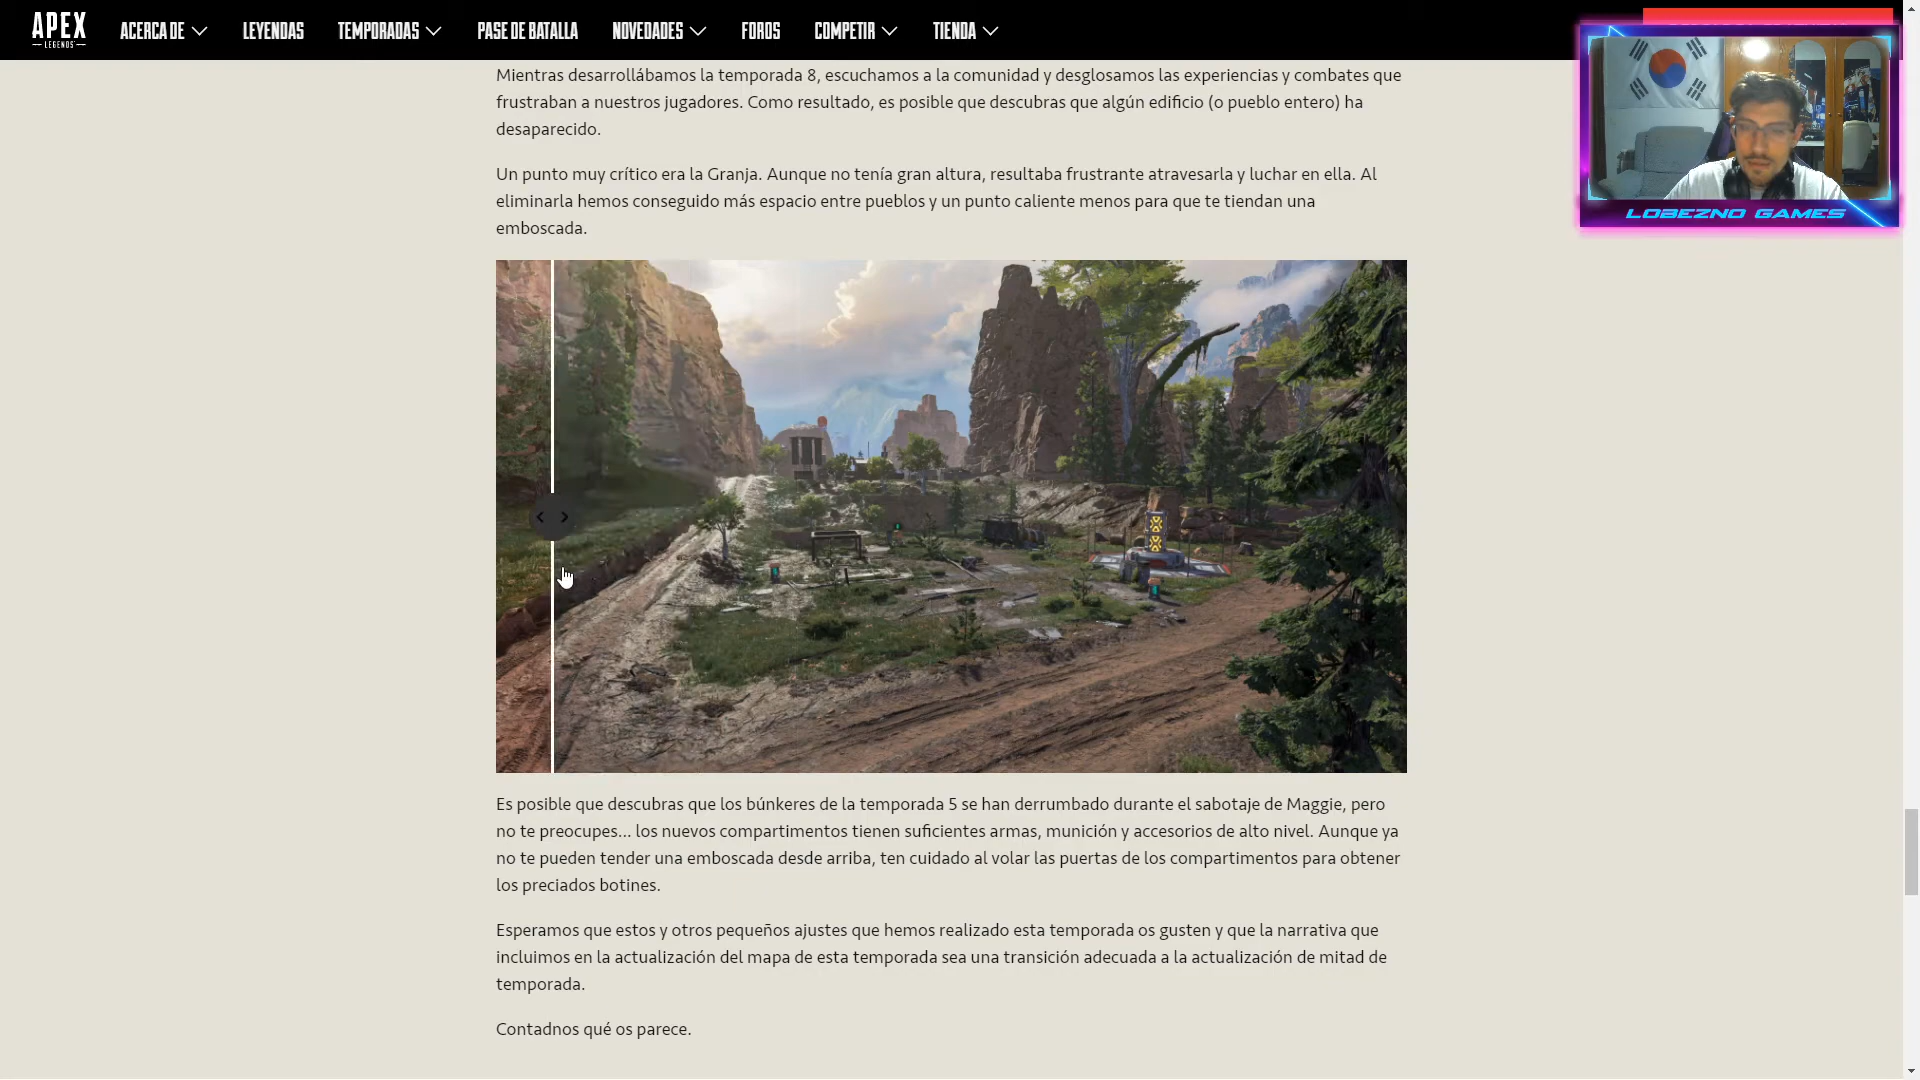 APEX
LEGENDS
ACERCA DE
LEYENDAS
TEMPORADAS
PASE DE BATALLA
NOVEDADES
FOROS
COMPETIR
TIENDA
LOBEZNO GAMES
Mientras desarrollábamos la temporada 8, escuchamos a la comunidad y desglosamos las experiencias y combates que
frustraban a nuestros jugadores. Como resultado, es posible que descubras que algún edificio (o pueblo entero) ha
desaparecido.
Un punto muy crítico era la Granja. Aunque no tenía gran altura, resultaba frustrante atravesarla y luchar en ella. Al
eliminarla hemos conseguido más espacio entre pueblos y un punto caliente menos para que te tiendan una
emboscada.
Es posible que descubras que los búnkeres de la temporada 5 se han derrumbado durante el sabotaje de Maggie, pero
no te preocupes... los nuevos compartimentos tienen suficientes armas, munición y accesorios de alto nivel. Aunque ya
no te pueden tender una emboscada desde arriba, ten cuidado al volar las puertas de los compartimentos para obtener
los preciados botines.
Esperamos que estos y otros pequeños ajustes que hemos realizado esta temporada os gusten y que la narrativa que
incluimos en la actualización del mapa de esta temporada sea una transición adecuada a la actualización de mitad de
temporada.
Contadnos qué os parece.